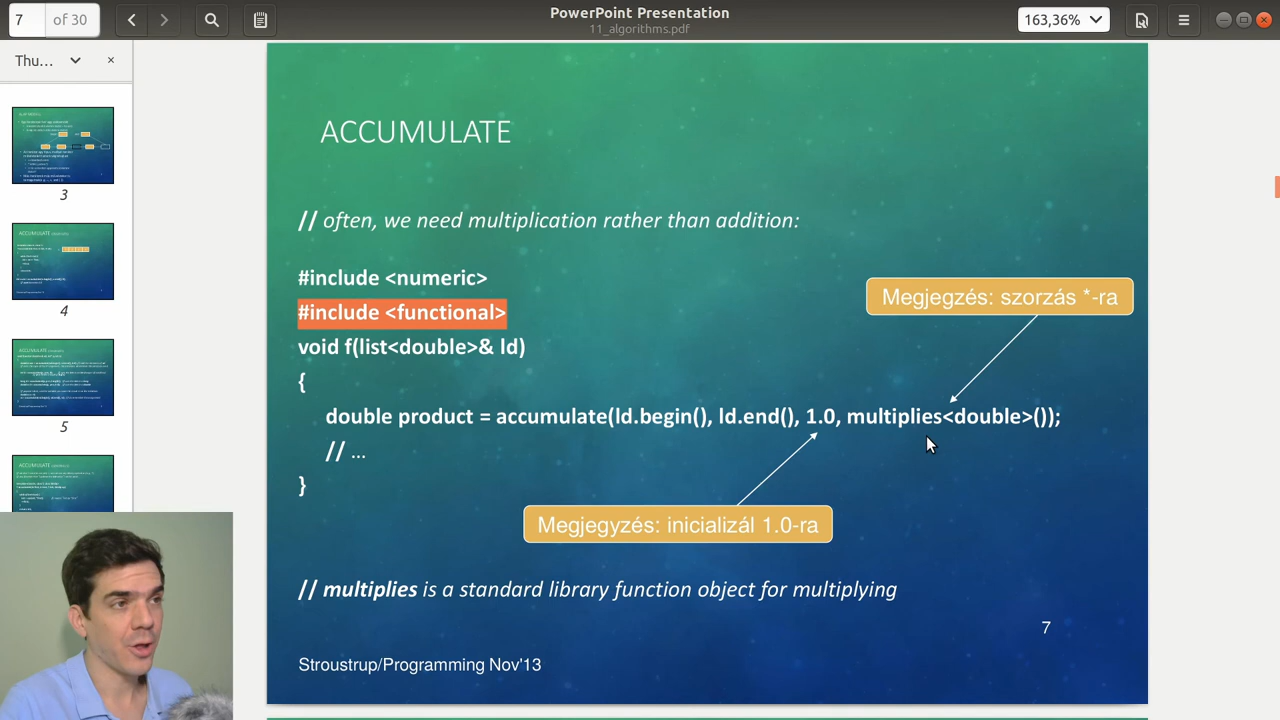 7
of 30
PowerPoint Presentation
11_algorithms.pdf
163,36%
Thu...
3
4
5
ACCUMULATE
// often, we need multiplication rather than addition:
#include <numeric>
#include <functional>
void f(list<double>& ld)
{
double product = accumulate(ld.begin(), ld.end(), 1.0, multiplies<double>());
// ...
}
Megjegzés: szorzás *-ra
Megjegyzés: inicializál 1.0-ra
// multiplies is a standard library function object for multiplying
7
Stroustrup/Programming Nov'13